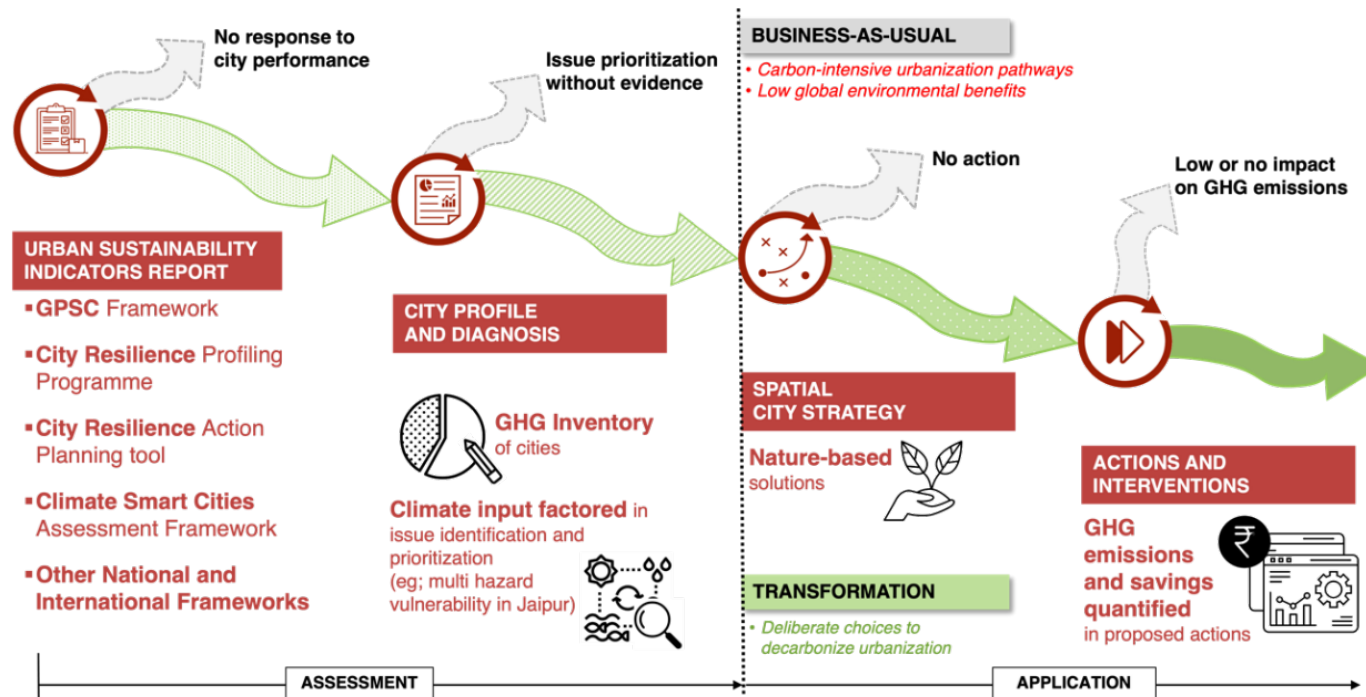 No response to
city performance
Issue prioritization
without evidence
BUSINESS-AS-USUAL
• Carbon-intensive urbanization pathways
• Low global environmental benefits
No action
Low or no impact
on GHG emissions
URBAN SUSTAINABILITY
INDICATORS REPORT
▪GPSC Framework
▪City Resilience Profiling
Programme
▪City Resilience Action
Planning tool
▪Climate Smart Cities
Assessment Framework
▪Other National and
International Frameworks
CITY PROFILE
AND DIAGNOSIS
GHG Inventory
of cities
Climate input factored in
issue identification and
prioritization
(eg; multi hazard
vulnerability in Jaipur)
SPATIAL
CITY STRATEGY
Nature-based
solutions
TRANSFORMATION
• Deliberate choices to
decarbonize urbanization
ACTIONS AND
INTERVENTIONS
GHG
emissions
and savings
quantified
in proposed actions
₹
ASSESSMENT
APPLICATION